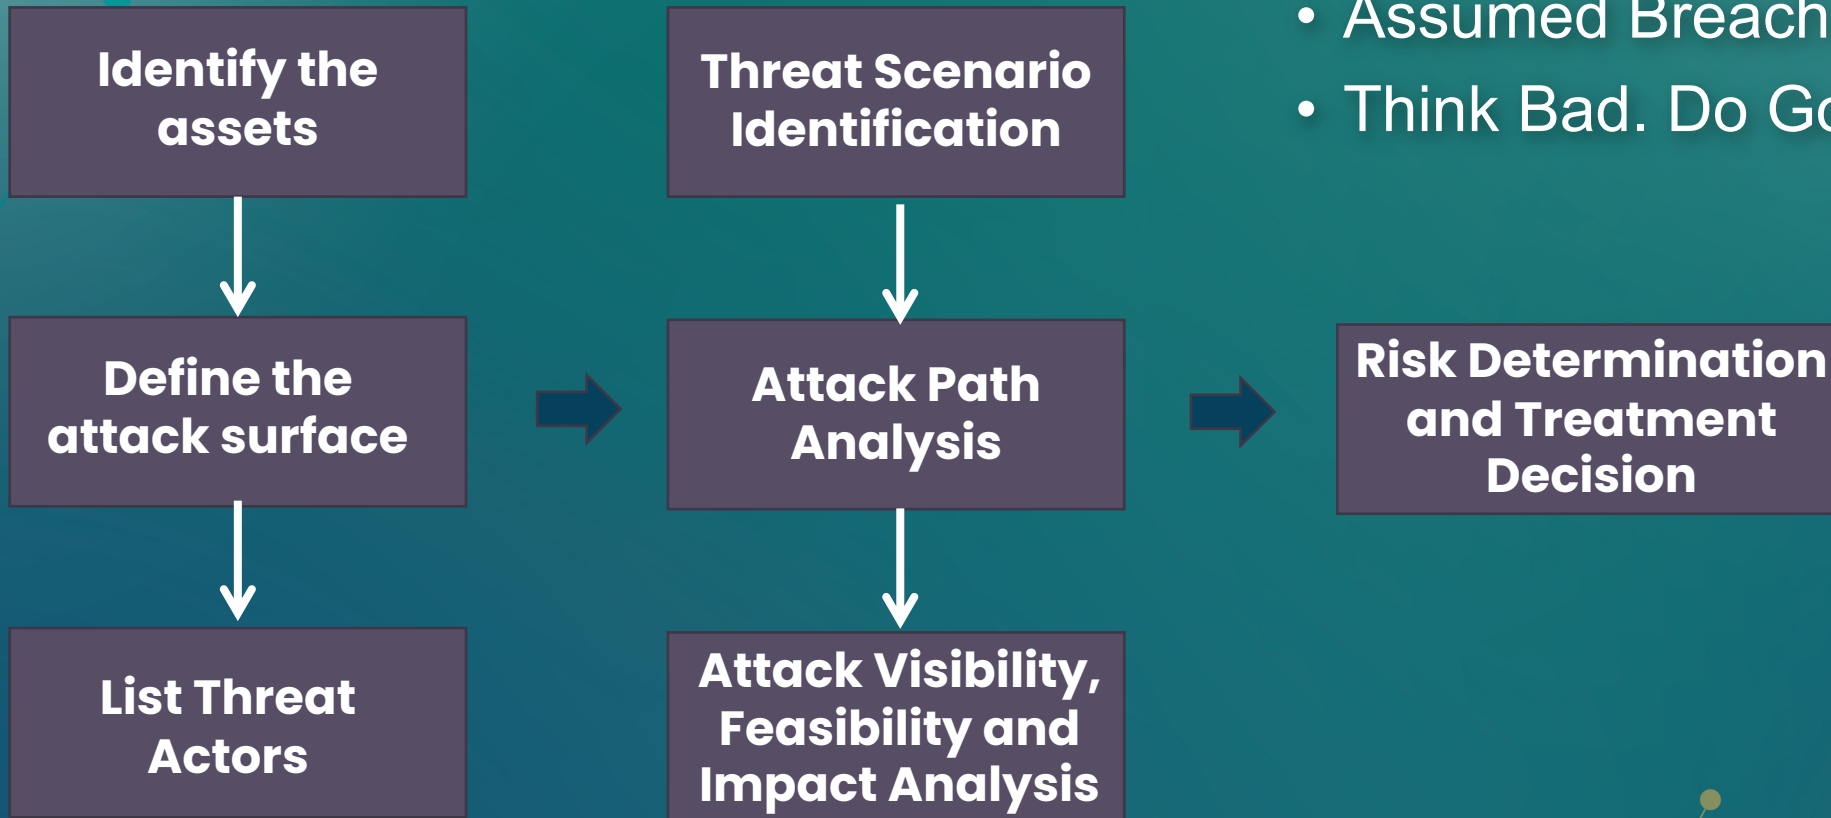 Identify the
assets
Define the
attack surface
List Threat
Actors
Threat Scenario
Identification
Attack Path
Analysis
Attack Visibility,
Feasibility and
Impact Analysis
• Assumed Breach
• Think Bad. Do
Risk Determination
and Treatment
Decision